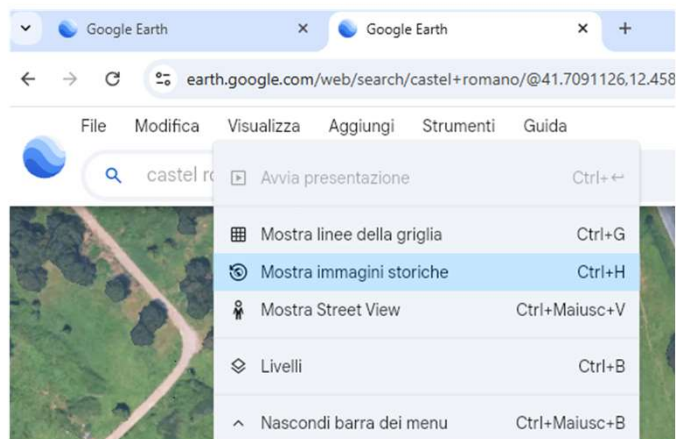 Google Earth Google Earth
earth.google.com/web/search/castel+romano/@41.7091126,12.458
File Modifica Visualizza Aggiungi Strumenti Guida
castel ro
Avvia presentazione Ctrl+↩
Mostra linee della griglia Ctrl+G
Mostra immagini storiche Ctrl+H
Mostra Street View Ctrl+Maiusc+V
Livelli Ctrl+B
Nascondi barra dei menu Ctrl+Maiusc+B